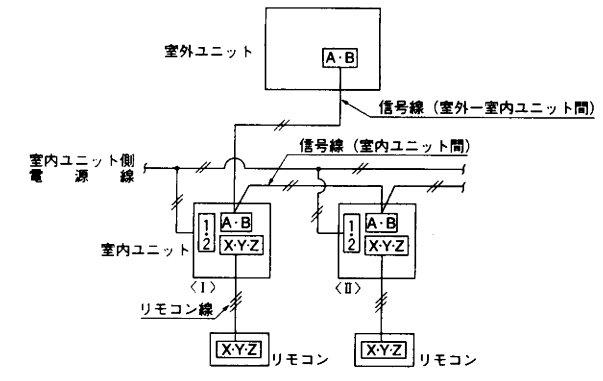 室外ユニット
A・B
信号線（室外ー室内ユニット間）
信号線（室内ユニット間）
室内ユニット側
電源線
1・2
A・B
X・Y・Z
室内ユニット
〈Ⅰ〉
1・2
A・B
X・Y・Z
〈Ⅱ〉
リモコン線
X・Y・Z
リモコン
X・Y・Z
リモコン